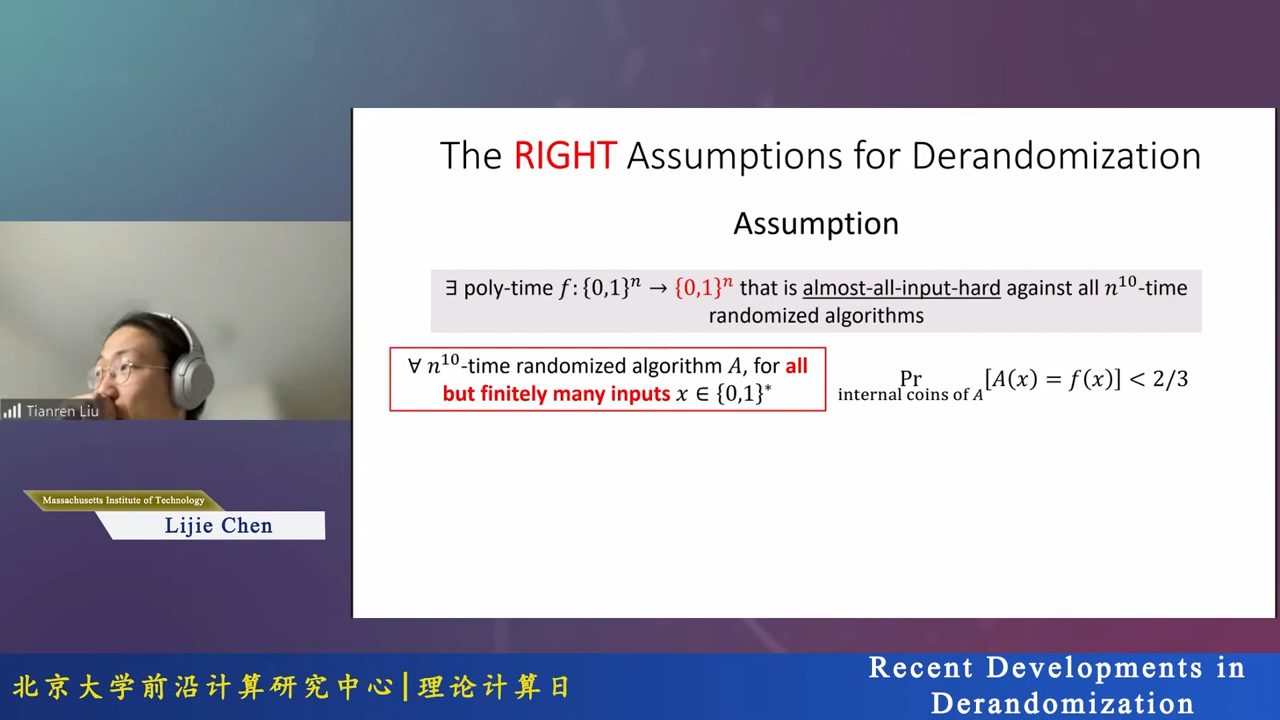 The RIGHT Assumptions for Derandomization
Assumption
∃ poly-time f: {0,1}ⁿ → {0,1}ⁿ that is almost-all-input-hard against all n¹⁰-time
randomized algorithms
∀ n¹⁰-time randomized algorithm A, for all
but finitely many inputs x ∈ {0,1}*
Pr [A(x) = f(x)] < 2/3
internal coins of A
Tianren Liu
Massachusetts Institute of Technology
Lijie Chen
北京大学前沿计算研究中心|理论计算日
Recent Developments in
Derandomization